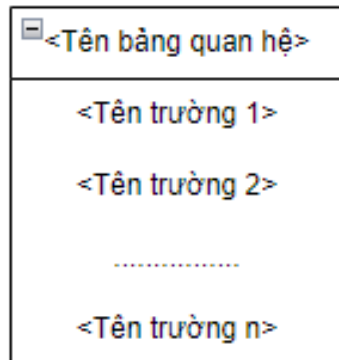 <Tên bảng quan hệ>
<Tên trường 1>
<Tên trường 2>
................
<Tên trường n>